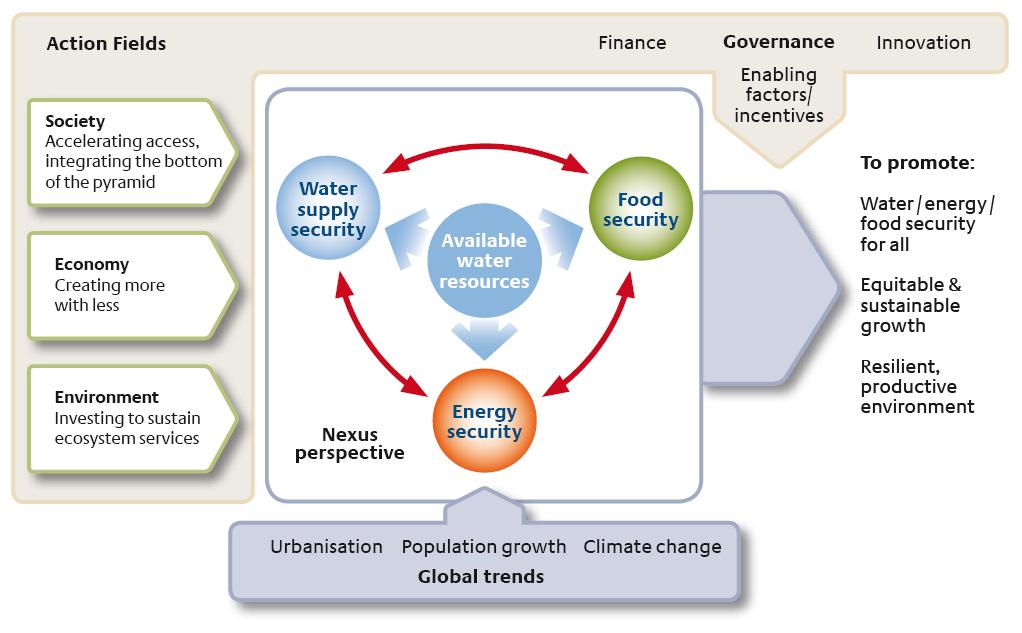 Action Fields
Finance
Governance
Innovation
Enabling
factors/
incentives
Society
Accelerating access,
integrating the bottom
of the pyramid
Economy
Creating more
with less
Environment
Investing to sustain
ecosystem services
Water
supply
security
Food
security
Available
water
resources
Energy
security
Nexus
perspective
To promote:
Water / energy /
food security
for all
Equitable &
sustainable
growth
Resilient,
productive
environment
Urbanisation
Population growth
Climate change
Global trends